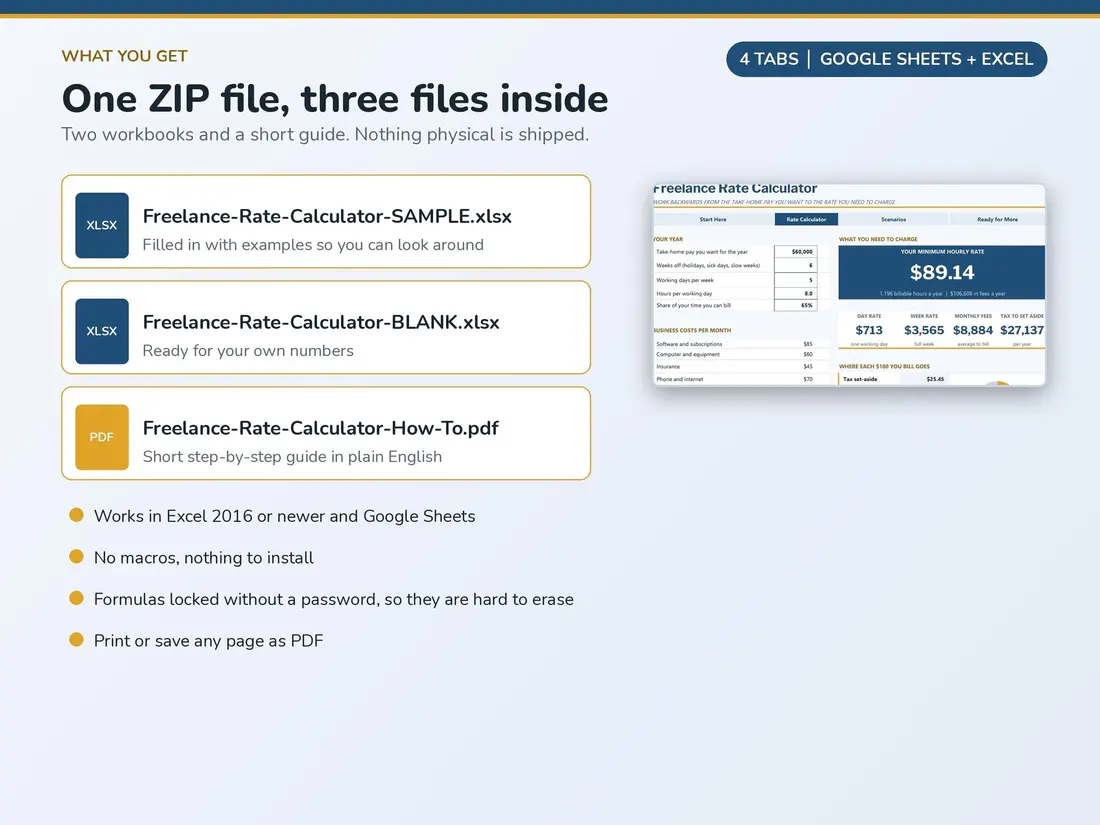 WHAT YOU GET
4 TABS | GOOGLE SHEETS + EXCEL
One ZIP file, three files inside
Two workbooks and a short guide. Nothing physical is shipped.
XLSX
Freelance-Rate-Calculator-SAMPLE.xlsx
Filled in with examples so you can look around
XLSX
Freelance-Rate-Calculator-BLANK.xlsx
Ready for your own numbers
PDF
Freelance-Rate-Calculator-How-To.pdf
Short step-by-step guide in plain English
Works in Excel 2016 or newer and Google Sheets
No macros, nothing to install
Formulas locked without a password, so they are hard to erase
Print or save any page as PDF
Freelance Rate Calculator
WORK BACKWARDS FROM THE TAKE-HOME PAY YOU WANT TO THE RATE YOU NEED TO CHARGE
Start Here Rate Calculator Scenarios Ready for More
YOUR YEAR
Take-home pay you want for the year $60,000
Weeks off (holidays, sick days, slow weeks) 6
Working days per week 5
Hours per working day 8.0
Share of your time you can bill 65%
BUSINESS COSTS PER MONTH
Software and subscriptions $85
Computer and equipment $60
Insurance $45
Phone and internet $70
WHAT YOU NEED TO CHARGE
YOUR MINIMUM HOURLY RATE
$89.14
1,196 billable hours a year | $106,608 in fees a year
DAY RATE WEEK RATE MONTHLY FEES TAX TO SET ASIDE
$713 $3,565 $8,884 $27,137
one working day full week average to bill per year
WHERE EACH $100 YOU BILL GOES
Tax set-aside $25.45